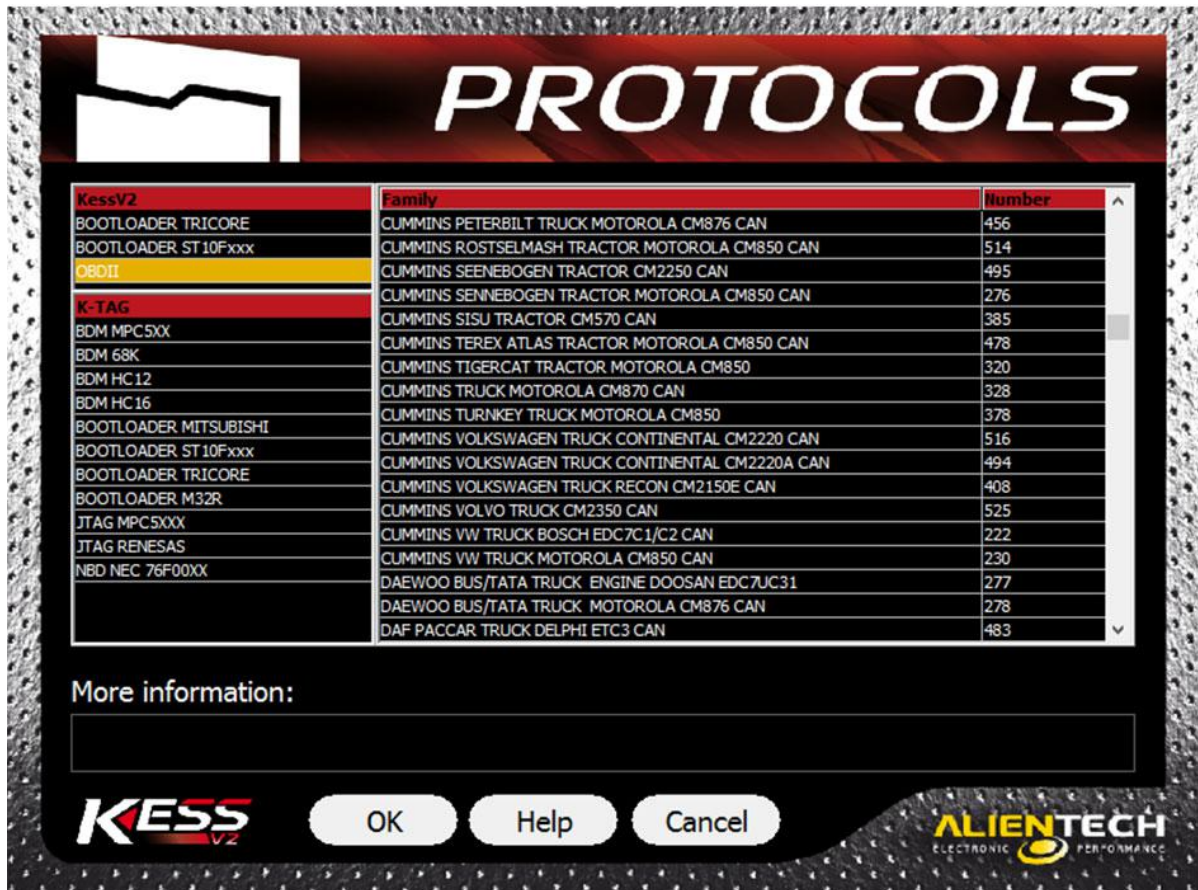 PROTOCOLS
KessV2
BOOTLOADER TRICORE
BOOTLOADER ST10Fxxx
OBDII
K-TAG
BDM MPC5XX
BDM 68K
BDM HC12
BDM HC16
BOOTLOADER MITSUBISHI
BOOTLOADER ST10Fxxx
BOOTLOADER TRICORE
BOOTLOADER M32R
JTAG MPC5XXX
JTAG RENESAS
NBD NEC 76F00XX
Family Number
CUMMINS PETERBILT TRUCK MOTOROLA CM876 CAN 456
CUMMINS ROSTSELMASH TRACTOR MOTOROLA CM850 CAN 514
CUMMINS SEENEBOGEN TRACTOR CM2250 CAN 495
CUMMINS SENNEBOGEN TRACTOR MOTOROLA CM850 CAN 276
CUMMINS SISU TRACTOR CM570 CAN 385
CUMMINS TEREX ATLAS TRACTOR MOTOROLA CM850 CAN 478
CUMMINS TIGERCAT TRACTOR MOTOROLA CM850 320
CUMMINS TRUCK MOTOROLA CM870 CAN 328
CUMMINS TURNKEY TRUCK MOTOROLA CM850 378
CUMMINS VOLKSWAGEN TRUCK CONTINENTAL CM2220 CAN 516
CUMMINS VOLKSWAGEN TRUCK CONTINENTAL CM2220A CAN 494
CUMMINS VOLKSWAGEN TRUCK RECON CM2150E CAN 408
CUMMINS VOLVO TRUCK CM2350 CAN 525
CUMMINS VW TRUCK BOSCH EDC7C1/C2 CAN 222
CUMMINS VW TRUCK MOTOROLA CM850 CAN 230
DAEWOO BUS/TATA TRUCK ENGINE DOOSAN EDC7UC31 277
DAEWOO BUS/TATA TRUCK MOTOROLA CM876 CAN 278
DAF PACCAR TRUCK DELPHI ETC3 CAN 483
More information:
KESS V2
OK Help Cancel
ALIENTECH
ELECTRONIC PERFORMANCE